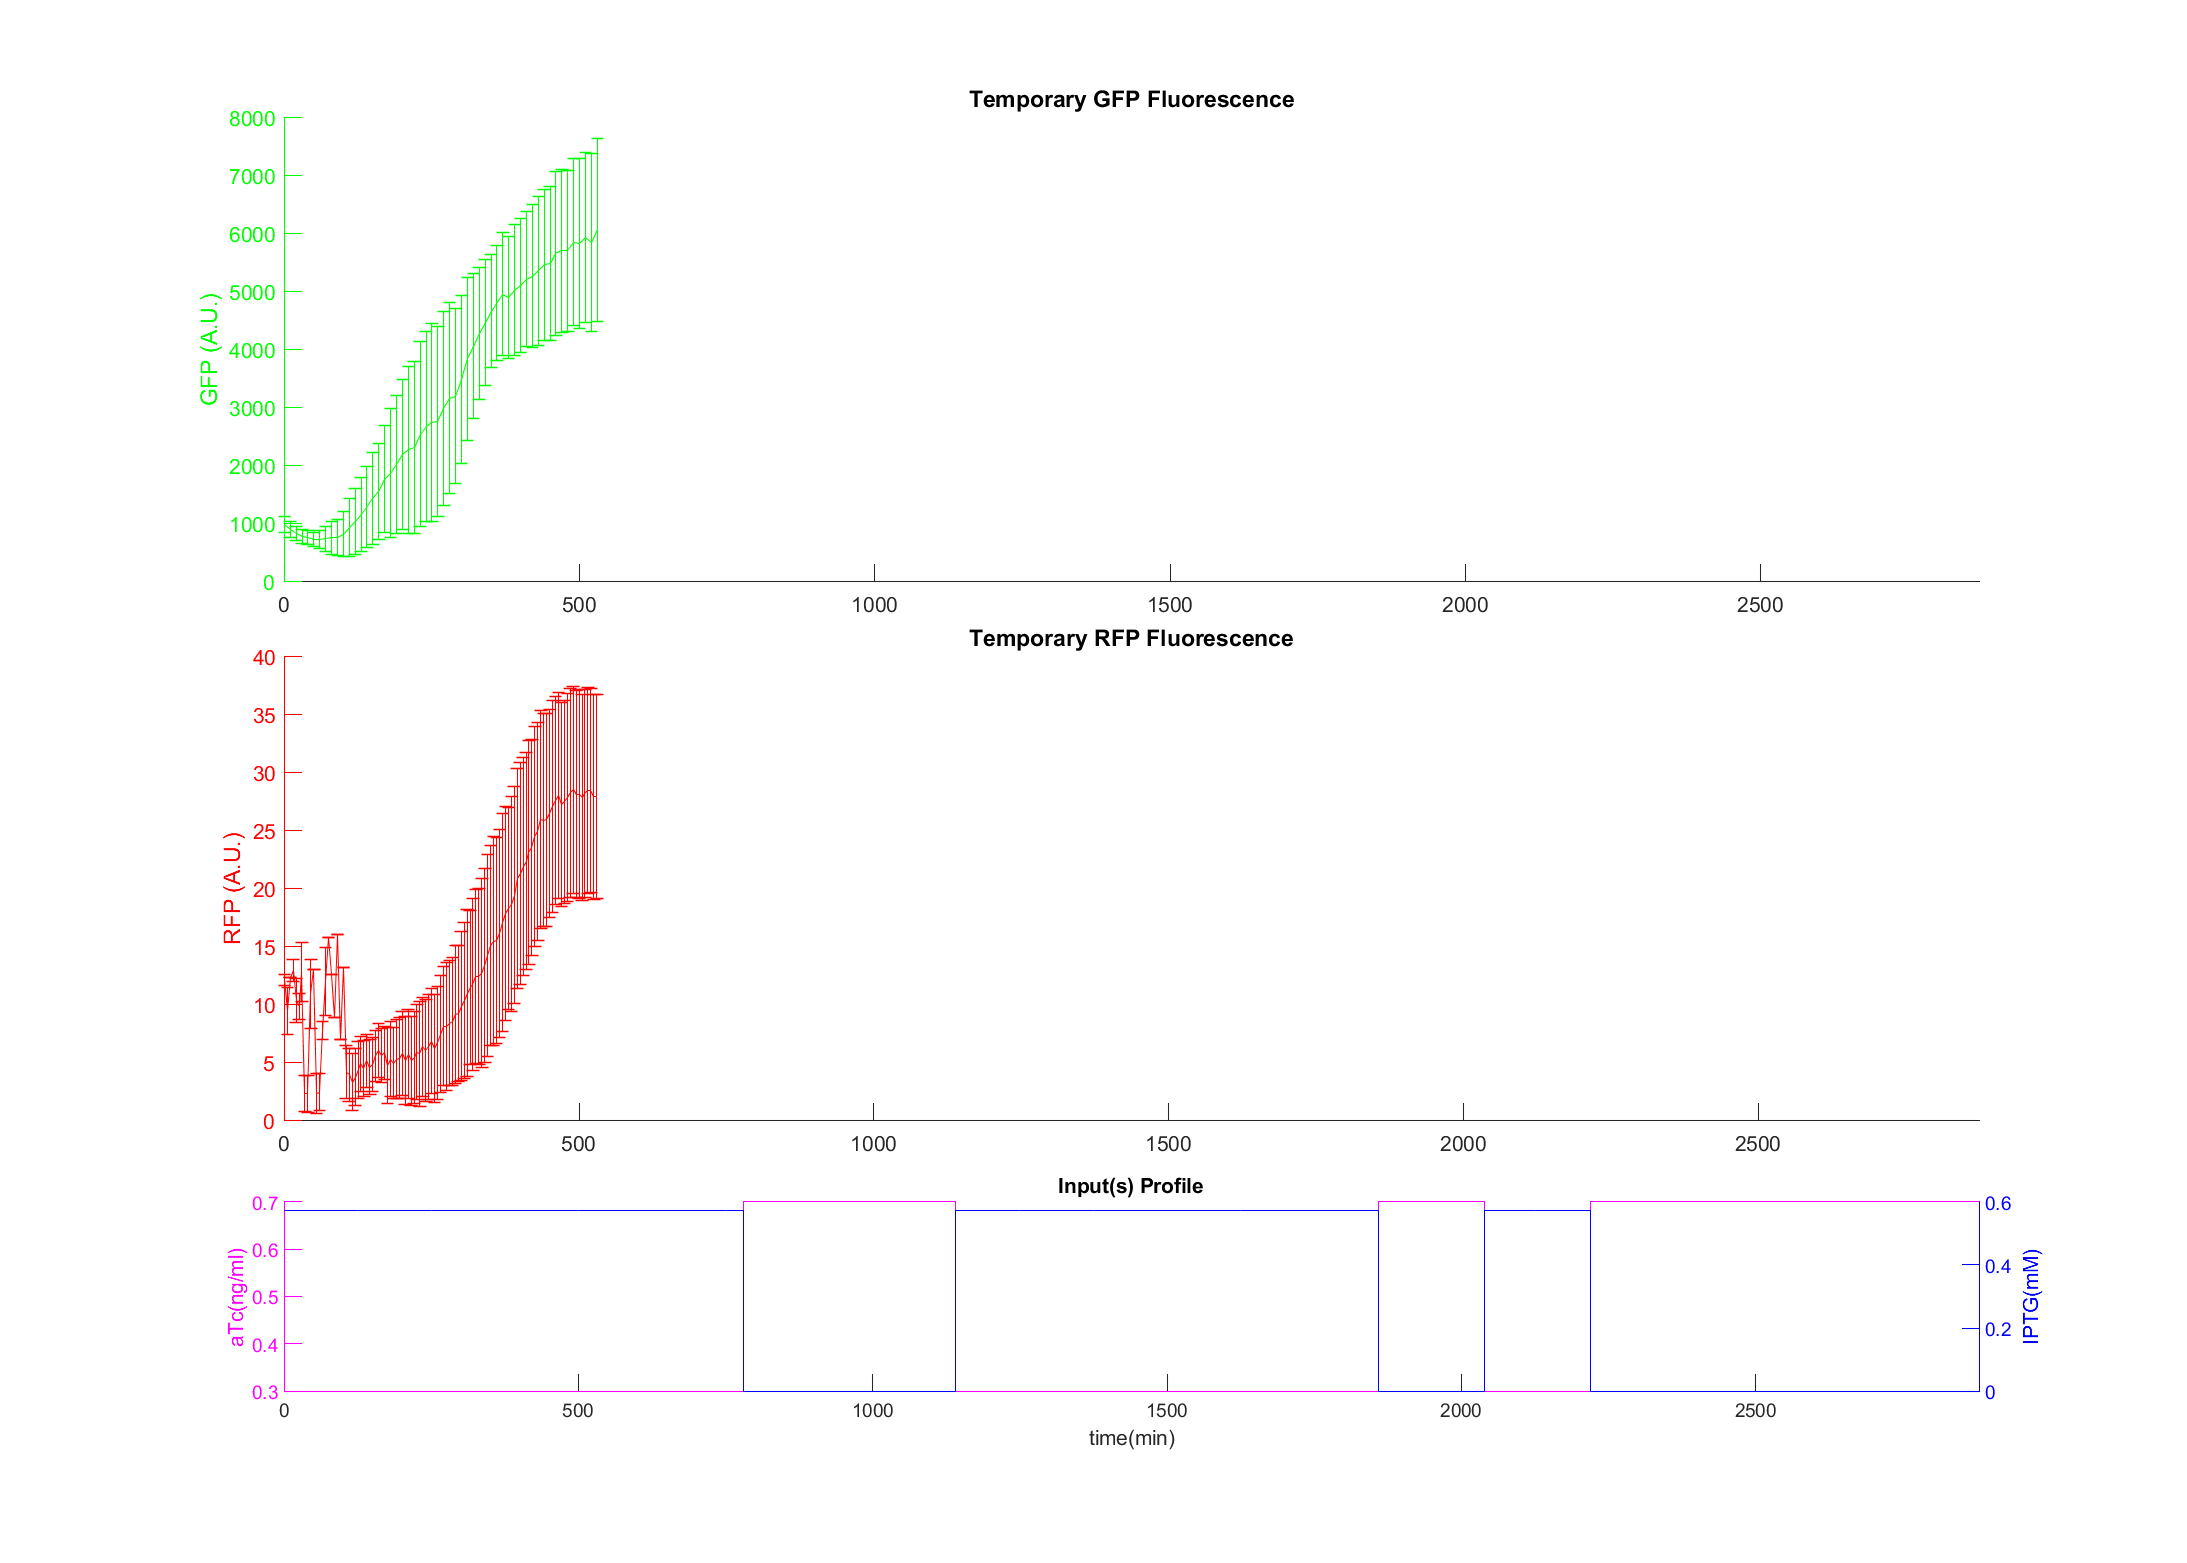 Temporary GFP Fluorescence
8000
7000
6000
5000
4000
3000
2000
1000
0
GFP (A.U.)
0 500 1000 1500 2000 2500
Temporary RFP Fluorescence
40
35
30
25
20
15
10
5
0
RFP (A.U.)
0 500 1000 1500 2000 2500
Input(s) Profile
0.7
0.6
0.5
0.4
0.3
aTc(ng/ml)
0.6
0.4
0.2
0
IPTG(mM)
0 500 1000 1500 2000 2500
time(min)